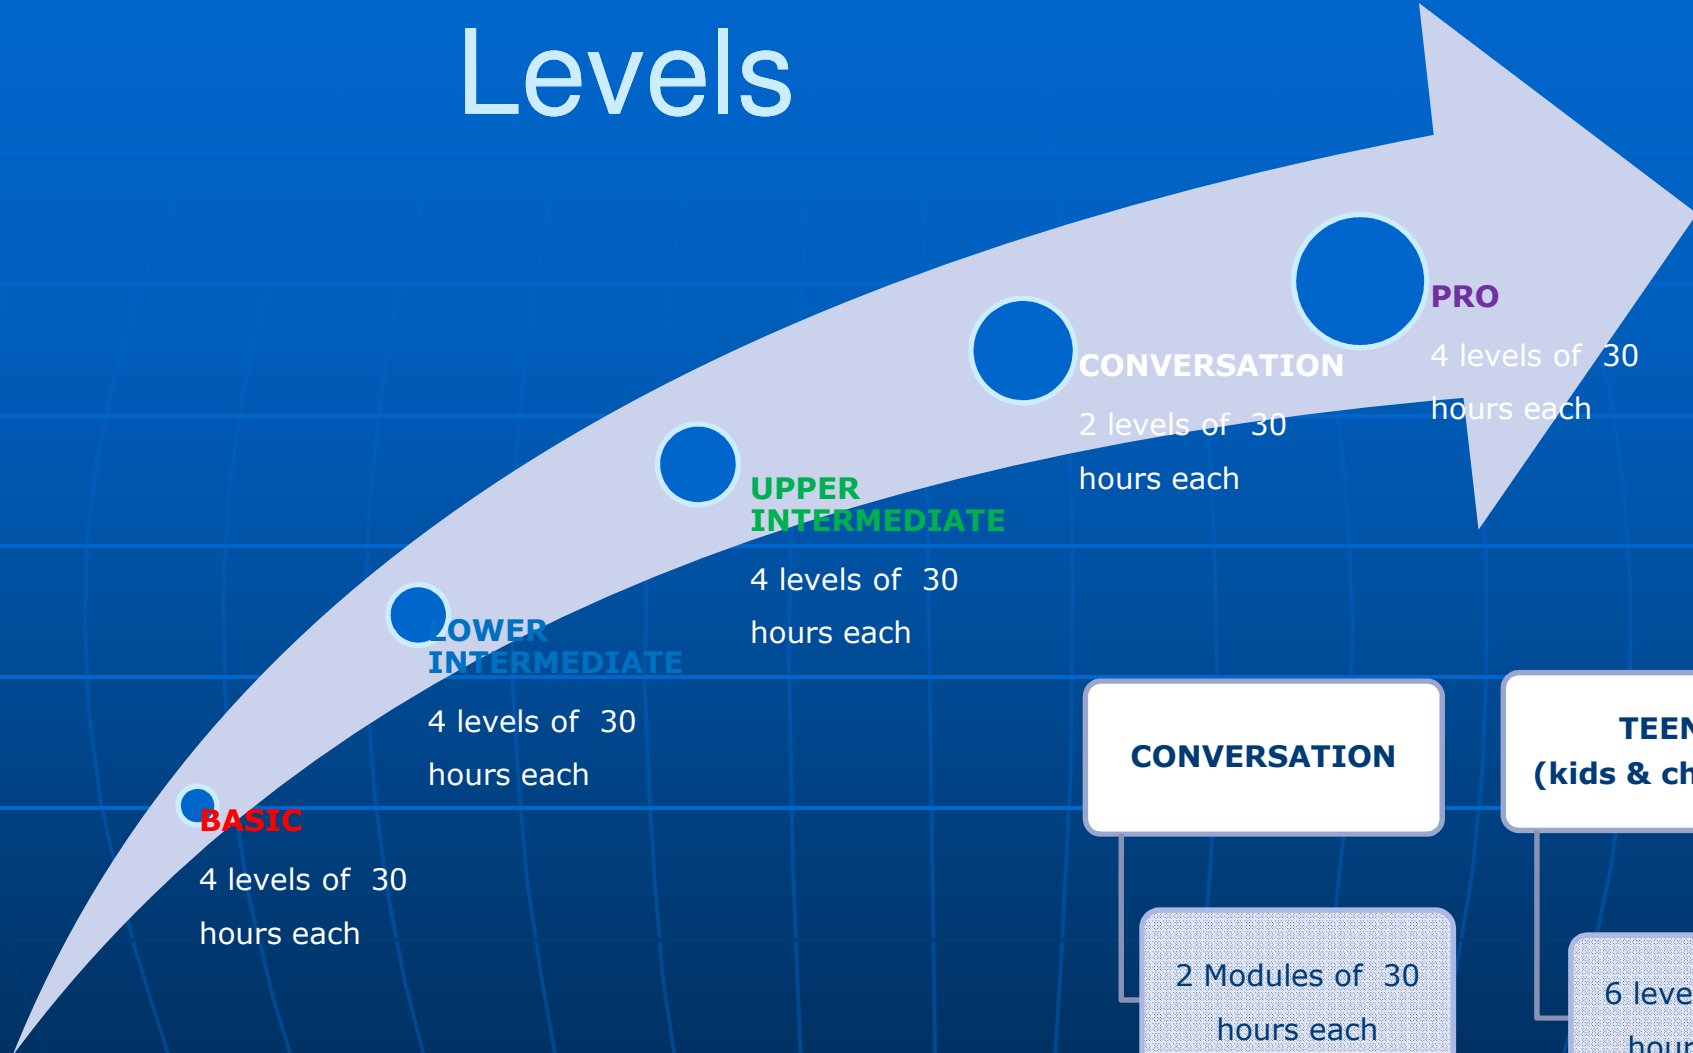 Levels
PRO
4 levels of 30
hours each
CONVERSATION
2 levels of 30
hours each
UPPER
INTERMEDIATE
4 levels of 30
hours each
LOWER
INTERMEDIATE
4 levels of 30
hours each
BASIC
4 levels of 30
hours each
CONVERSATION
2 Modules of 30
hours each
(kids &
6